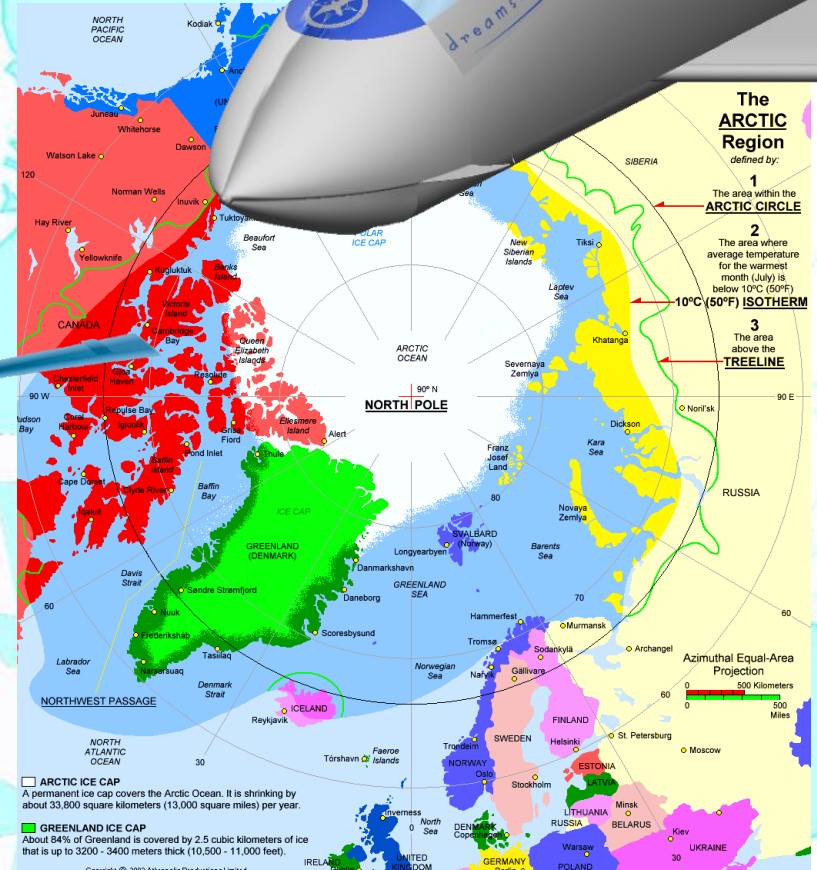 NORTH
PACIFIC
OCEAN
Kodiak
dreams
Juneau
Whitehorse
Dawson
Watson Lake
120
Norman Wells
Inuvik
Hay River
Yellowknife
Beaufort
Sea
POLAR
ICE CAP
Kugluktuk
Banks
Island
Victoria
Island
CANADA
Cambridge
Bay
Queen
Elizabeth
Islands
Gjoa
Haven
Chesterfield
Inlet
Resolute
90 W
Repulse Bay
Coral
Harbour
Igloolik
Grise
Fiord
Ellesmere
Island
Alert
Pond Inlet
Thule
Baffin
Island
Cape Dorset
Clyde River
Baffin
Bay
Iqaluit
ARCTIC
OCEAN
90º N
NORTH POLE
New
Siberian
Islands
Tiksi
Laptev
Sea
Khatanga
Severnaya
Zemlya
Noril'sk
90 E
Dickson
Kara
Sea
Franz
Josef
Land
80
Novaya
Zemlya
RUSSIA
SIBERIA
The
ARCTIC
Region
defined by:
1
The area within the
ARCTIC CIRCLE
2
The area where
average temperature
for the warmest
month (July) is
below 10ºC (50ºF)
10ºC (50ºF) ISOTHERM
3
The area
above the
TREELINE
ICE CAP
GREENLAND
(DENMARK)
SVALBARD
(Norway)
Longyearbyen
Barents
Sea
Danmarkshavn
GREENLAND
SEA
Daneborg
Davis
Strait
Søndre Strømfjord
60
Nuuk
Frederikshåb
Scoresbysund
Tasiilaq
Narsarsuaq
Labrador
Sea
Denmark
Strait
NORTHWEST PASSAGE
ICELAND
Reykjavik
Norwegian
Sea
70
60
Hammerfest
Murmansk
Tromsø
Sodankylä
Archangel
Narvik
Gällivare
Azimuthal Equal-Area
Projection
0 500 Kilometers
0 500
Miles
60
NORTH
ATLANTIC
OCEAN
30
Tórshavn
Faeroe
Islands
Trondeim
NORWAY
Oslo
SWEDEN
FINLAND
Helsinki
St. Petersburg
Moscow
Stockholm
ESTONIA
LATVIA
LITHUANIA
RUSSIA
Minsk
BELARUS
Kiev
30
UKRAINE
Warsaw
POLAND
GERMANY
DENMARK
Copenhagen
North
Sea
0
Inverness
UNITED
KINGDOM
IRELAND
ARCTIC ICE CAP
A permanent ice cap covers the Arctic Ocean. It is shrinking by
about 33,800 square kilometers (13,000 square miles) per year.
GREENLAND ICE CAP
About 84% of Greenland is covered by 2.5 cubic kilometers of ice
that is up to 3200 - 3400 meters thick (10,500 - 11,000 feet).